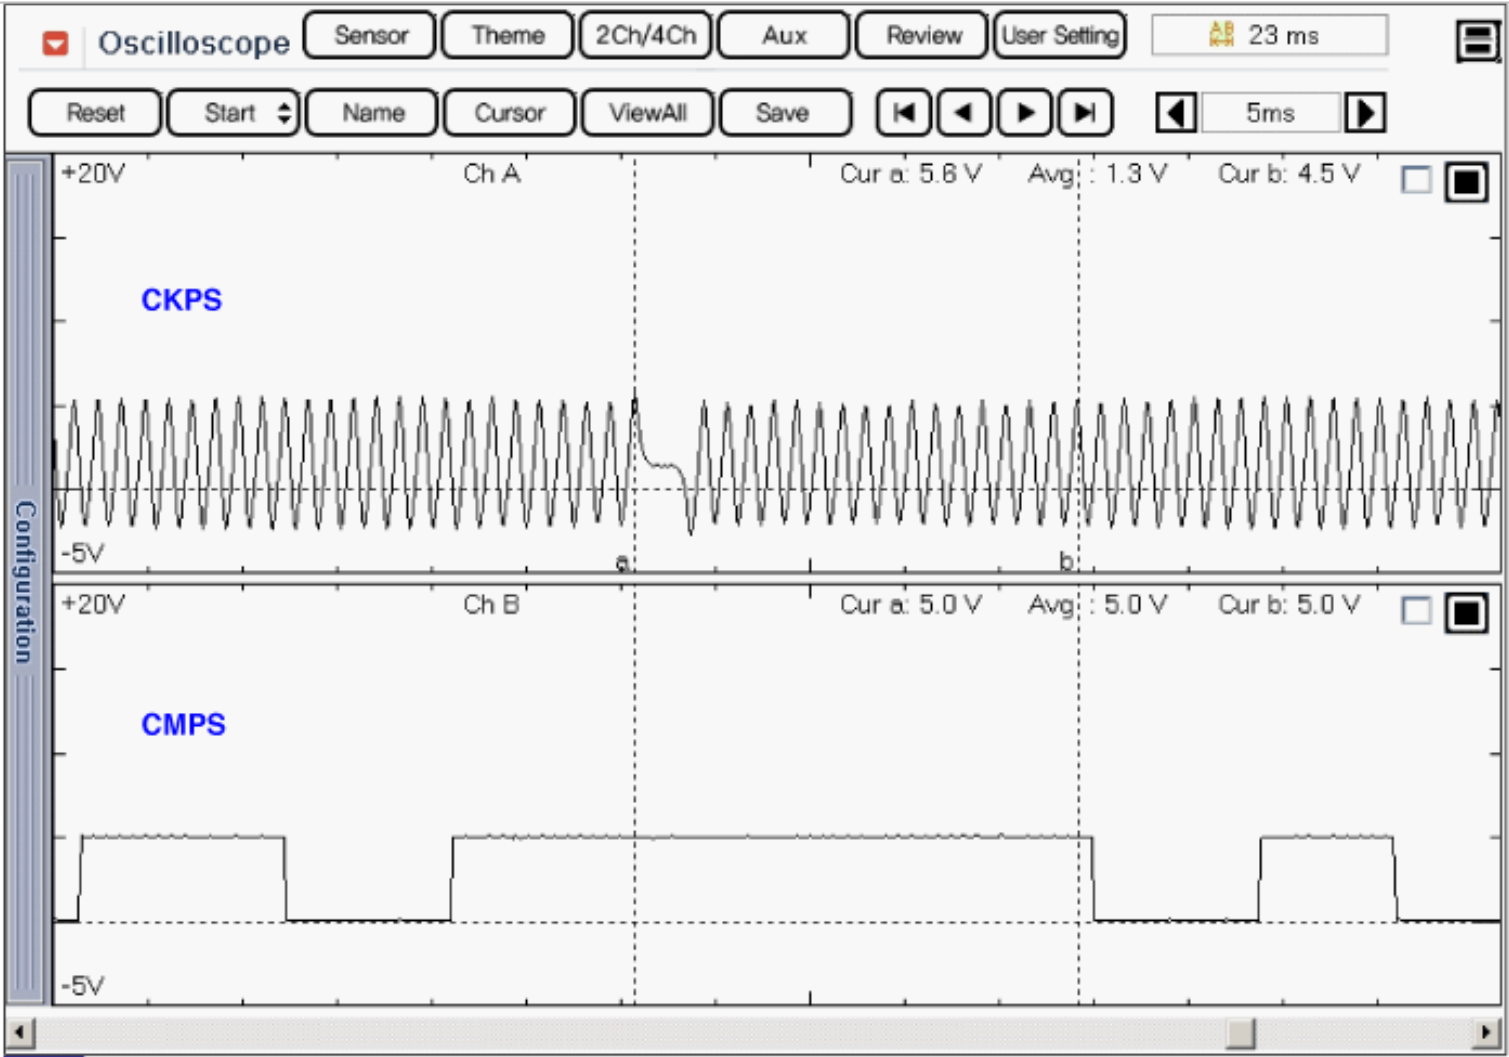 Oscilloscope Sensor Theme 2Ch/4Ch Aux Review User Setting 23 ms
Reset Start Name Cursor ViewAll Save 5ms
+20V Ch A Cur a: 5.6 V Avg : 1.3 V Cur b: 4.5 V
CKPS
-5V a b
+20V Ch B Cur a: 5.0 V Avg : 5.0 V Cur b: 5.0 V
CMPS
-5V
Configuration